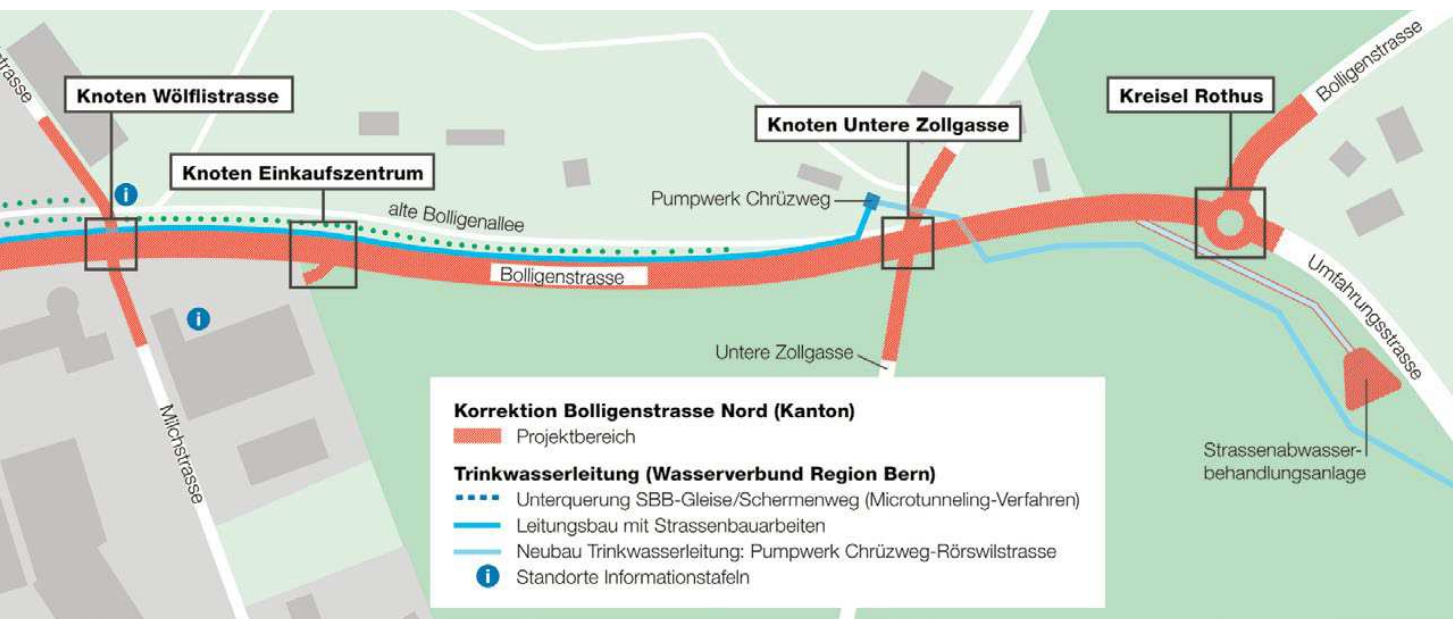 strasse
Knoten Wölflistrasse
Knoten Einkaufszentrum
alte Bolligenallee
Bolligenstrasse
Pumpwerk Chrüzweg
Knoten Untere Zollgasse
Kreisel Rothus
Bolligenstrasse
Umfahrungsstrasse
Untere Zollgasse
Milchstrasse
Strassenabwasser-
behandlungsanlage
i
i
Korrektion Bolligenstrasse Nord (Kanton)
Projektbereich
Trinkwasserleitung (Wasserverbund Region Bern)
Unterquerung SBB-Gleise/Schermenweg (Microtunneling-Verfahren)
Leitungsbau mit Strassenbauarbeiten
Neubau Trinkwasserleitung: Pumpwerk Chrüzweg-Rörswilstrasse
i Standorte Informationstafeln